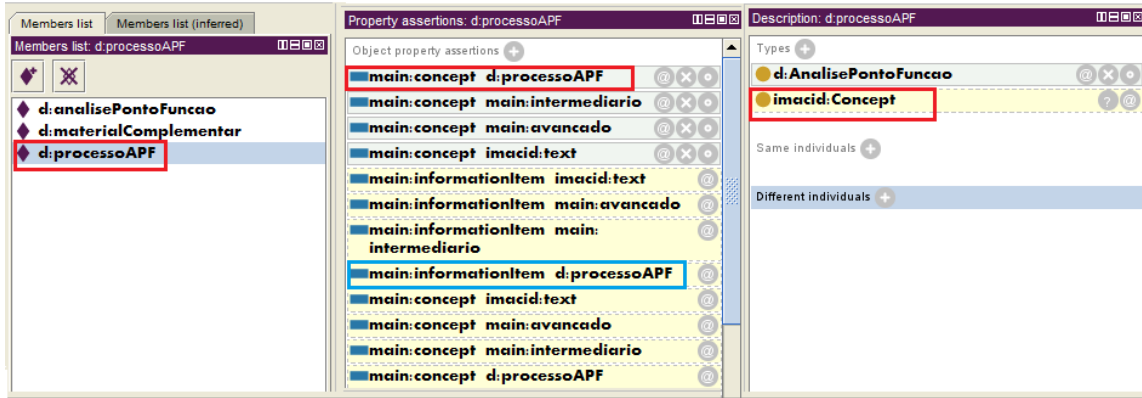 Members list
Members list (inferred)
Members list: d:processoAPF
d:analisePontoFuncao
d:materialComplementar
d:processoAPF
Property assertions: d:processoAPF
Object property assertions
main:concept d:processoAPF
main:concept main:intermediario
main:concept main:avancado
main:concept imacid:text
main:informationItem imacid:text
main:informationItem main:avancado
main:informationItem main:
intermediario
main:informationItem d:processoAPF
main:concept imacid:text
main:concept main:avancado
main:concept main:intermediario
main:concept d:processoAPF
Description: d:processoAPF
Types
d:AnalisePontoFuncao
imacid:Concept
Same individuals
Different individuals